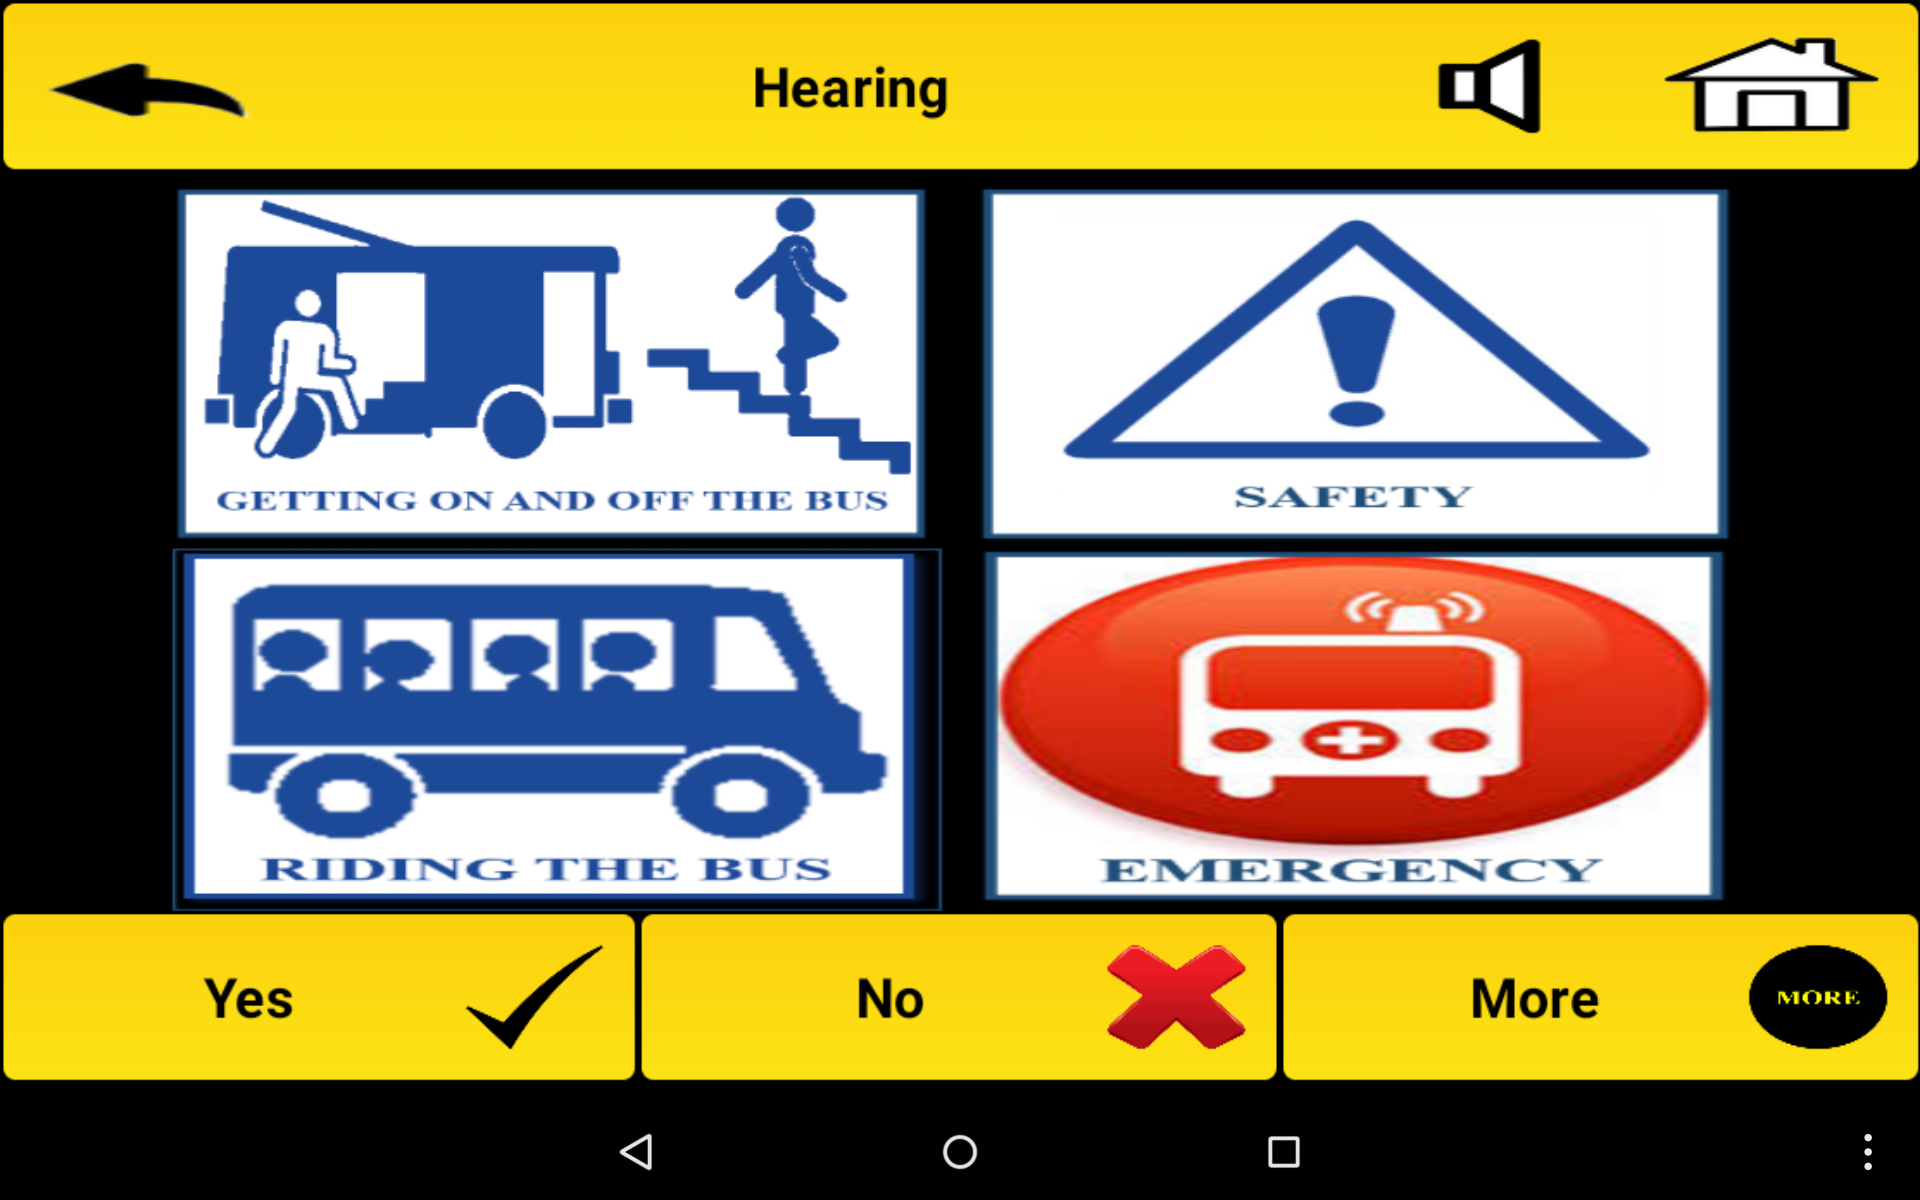 Hearing
GETTING ON AND OFF THE BUS
SAFETY
RIDING THE BUS
EMERGENCY
Yes
No
More
MORE